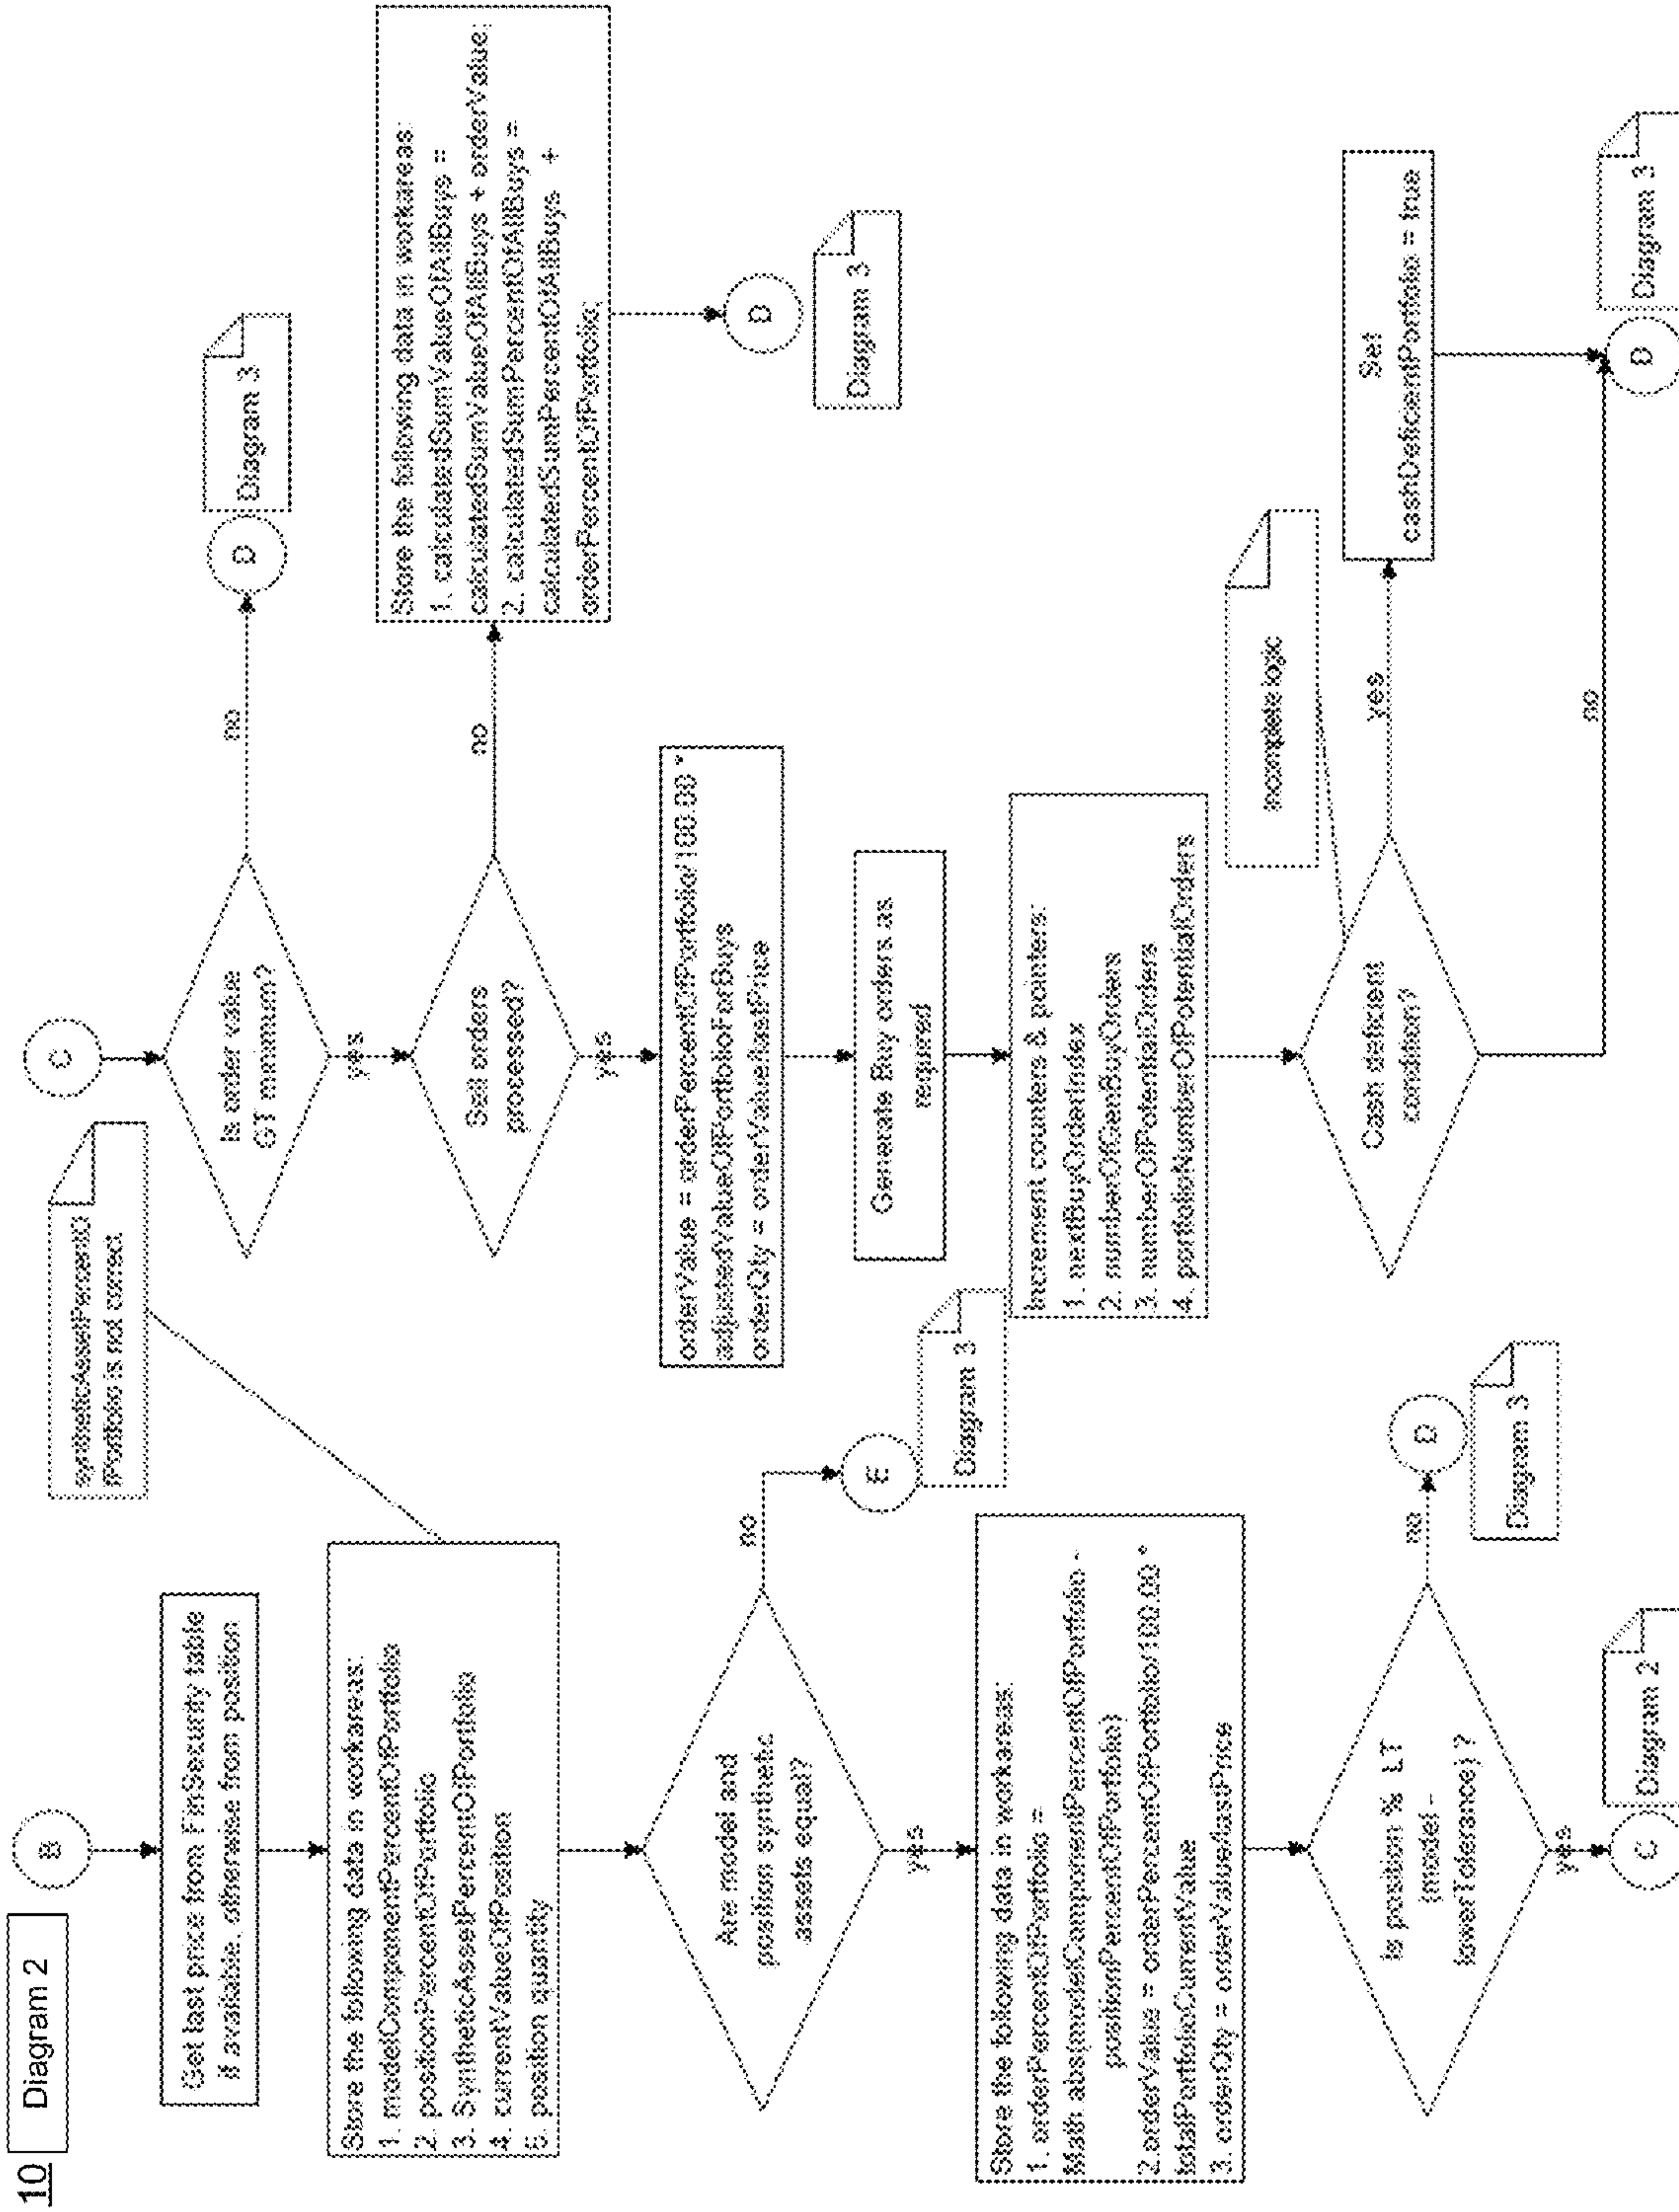 10
Diagram 2
B
Get last price from FinSecurity table
if available, otherwise from position
Store the following data in workareas:
1. modelComponentPercentOfPortfolio
2. positionPercentOfPortfolio
3. SyntheticAssetPercentOfPortfolio
4. currentValueOfPosition
5. position quantity
syntheticAssetPercentO
fPortfolio is not correct
Are model and
position synthetic
assets equal?
no
E
Diagram 3
yes
Store the following data in workareas:
1. orderPercentOfPortfolio =
Math.abs(modelComponentPercentOfPortfolio -
positionPercentOfPortfolio)
2.orderValue = orderPercentOfPortfolio/100.00 *
totalPortfolioCurrentValue
3. orderQty = orderValue/lastPrice
Is position % LT
(model -
lowerTolerance)?
no
D
Diagram 3
yes
C
Diagram 2
C
Is order value
GT minimum?
no
D
Diagram 3
yes
Sell orders
processed?
no
Store the following data in workareas:
1. calculatedSumValueOfAllBuys =
calculatedSumValueOfAllBuys + orderValue;
2. calculatedSumPercentOfAllBuys =
calculatedSumPercentOfAllBuys +
orderPercentOfPortfolio;
D
Diagram 3
yes
orderValue = orderPercentOfPortfolio/100.00 *
adjustedValueOfPortfolioForBuys
orderQty = orderValue/lastPrice
Generate Buy orders as
required
Increment counters & pointers:
1. nextBuyOrderIndex
2. numberOfGenBuyOrders
3. numberOfPotentialOrders
4. portfolioNumberOfPotentialOrders
incomplete logic
Cash deficient
condition?
yes
Set
cashDeficientPortfolio = true
no
B
Diagram 3